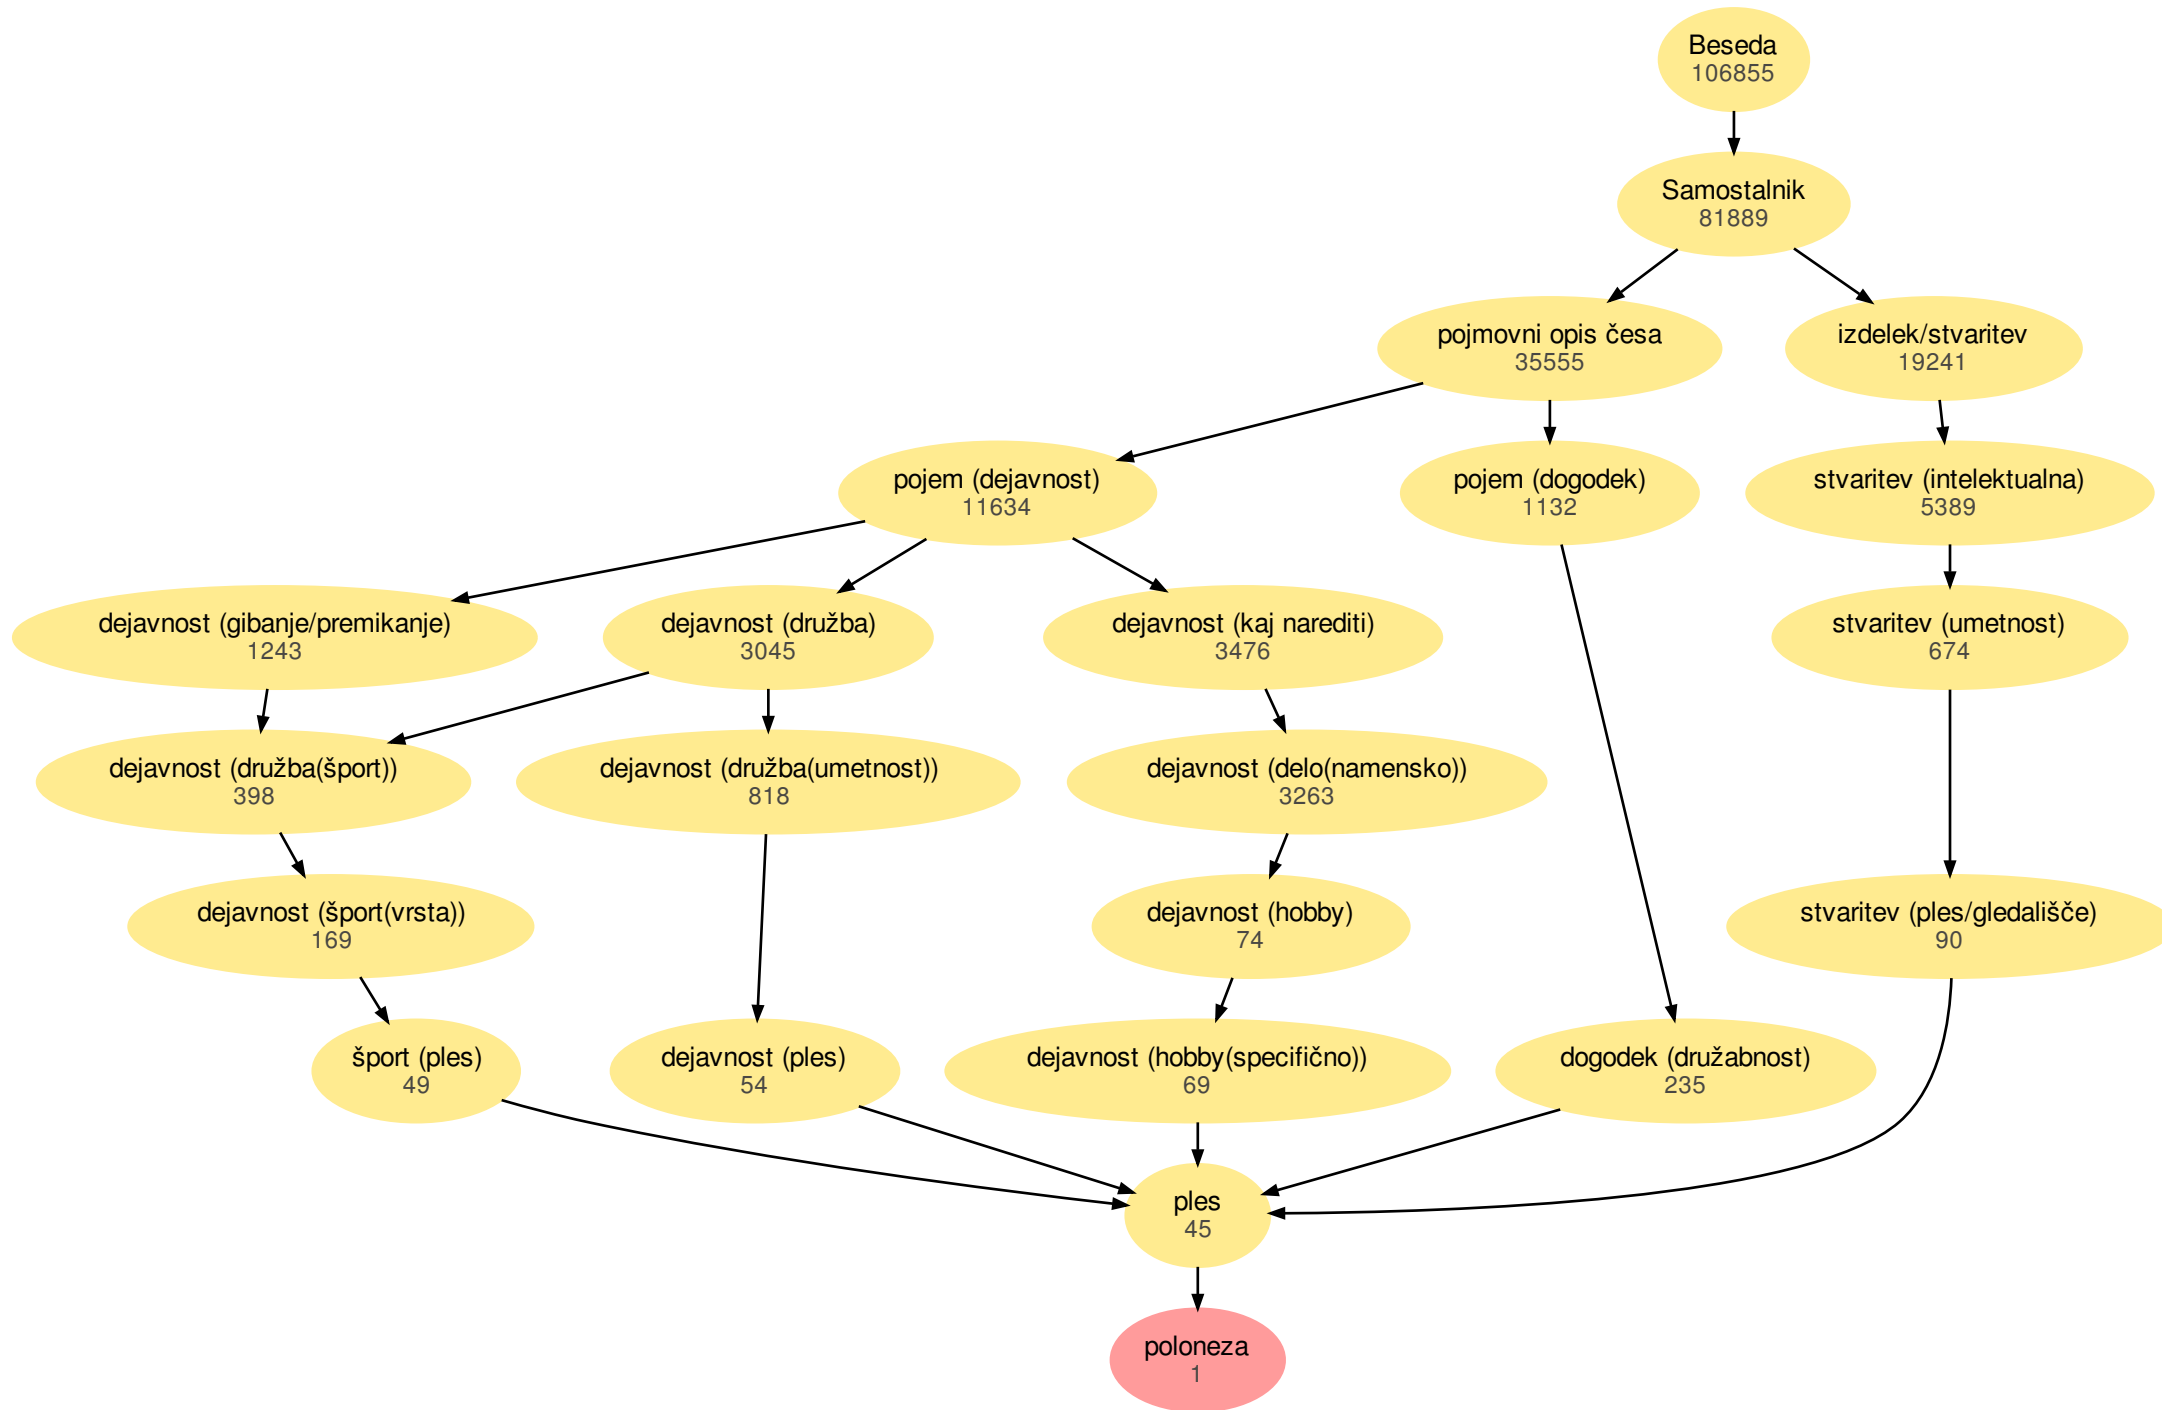 Beseda
106855
Samostalnik
81889
pojmovni opis česa
35555
izdelek/stvaritev
19241
pojem (dejavnost)
11634
pojem (dogodek)
1132
stvaritev (intelektualna)
5389
dejavnost (gibanje/premikanje)
1243
dejavnost (družba)
3045
dejavnost (kaj narediti)
3476
stvaritev (umetnost)
674
dejavnost (družba(šport))
398
dejavnost (družba(umetnost))
818
dejavnost (delo(namensko))
3263
dejavnost (šport(vrsta))
169
dejavnost (hobby)
74
stvaritev (ples/gledališče)
90
šport (ples)
49
dejavnost (ples)
54
dejavnost (hobby(specifično))
69
dogodek (družabnost)
235
ples
45
poloneza
1